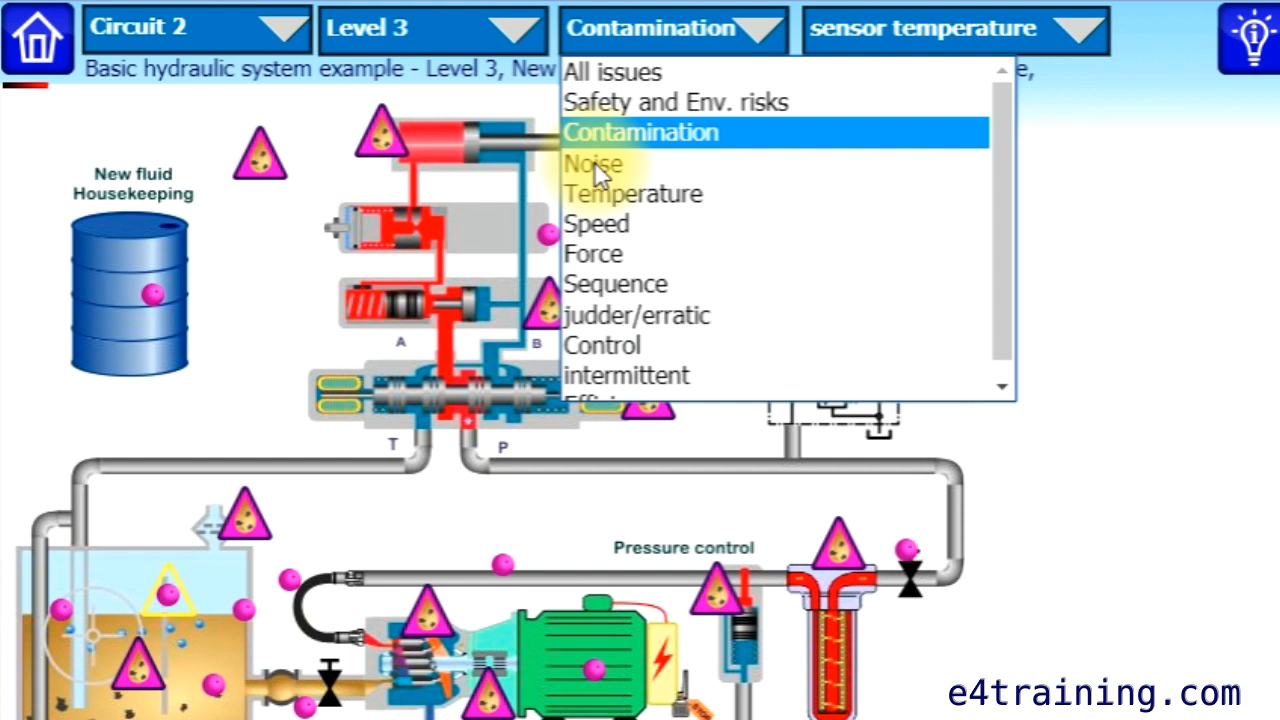 Circuit 2
Level 3
Contamination
sensor temperature
Basic hydraulic system example - Level 3, New
All issues
Safety and Env. risks
Contamination
Noise
Temperature
Speed
Force
Sequence
judder/erratic
Control
intermittent
New fluid
Housekeeping
A
B
T
P
Pressure control
e4training.com